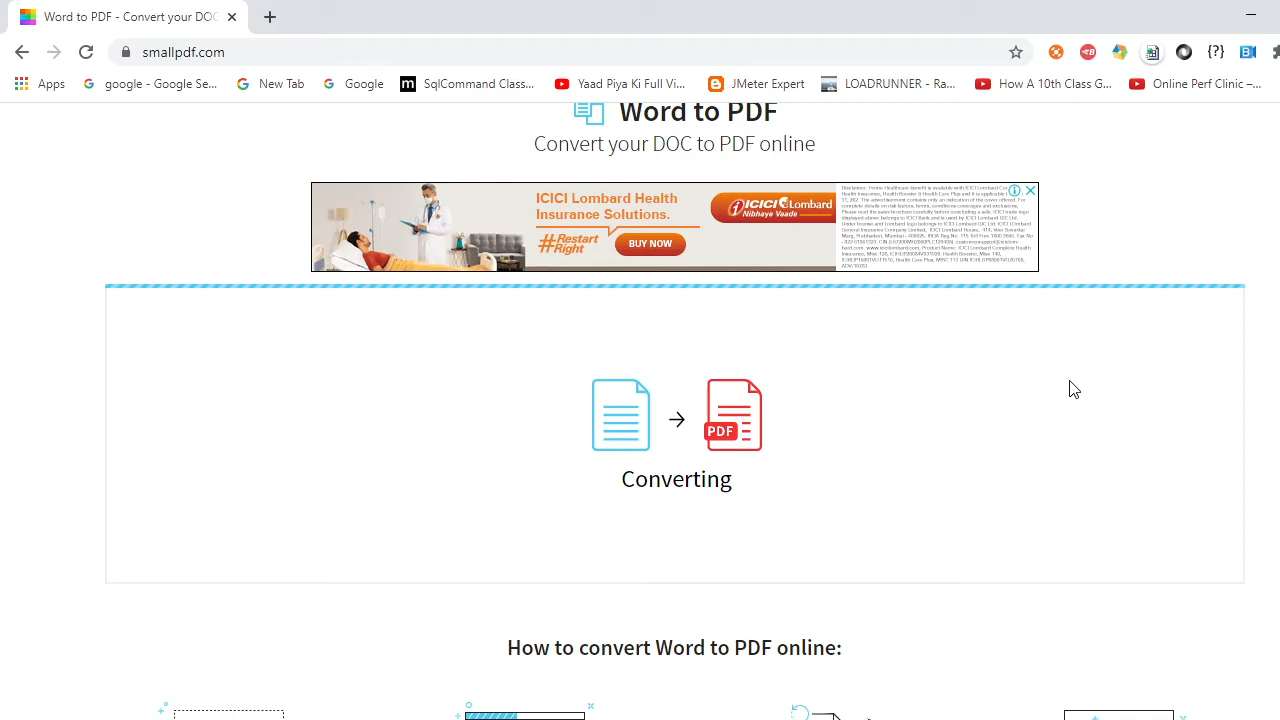 Word to PDF - Convert your DOC
smallpdf.com
Apps
google - Google Se...
New Tab
Google
m
SqlCommand Class...
Yaad Piya Ki Full Vi...
JMeter Expert
LOADRUNNER - Ra...
How A 10th Class G...
Online Perf Clinic –...
Word to PDF
Convert your DOC to PDF online
ICICI Lombard Health
Insurance Solutions.
#Restart
Right
BUY NOW
ICICI Lombard
Nibhaye Vaade
PDF
Converting
How to convert Word to PDF online: